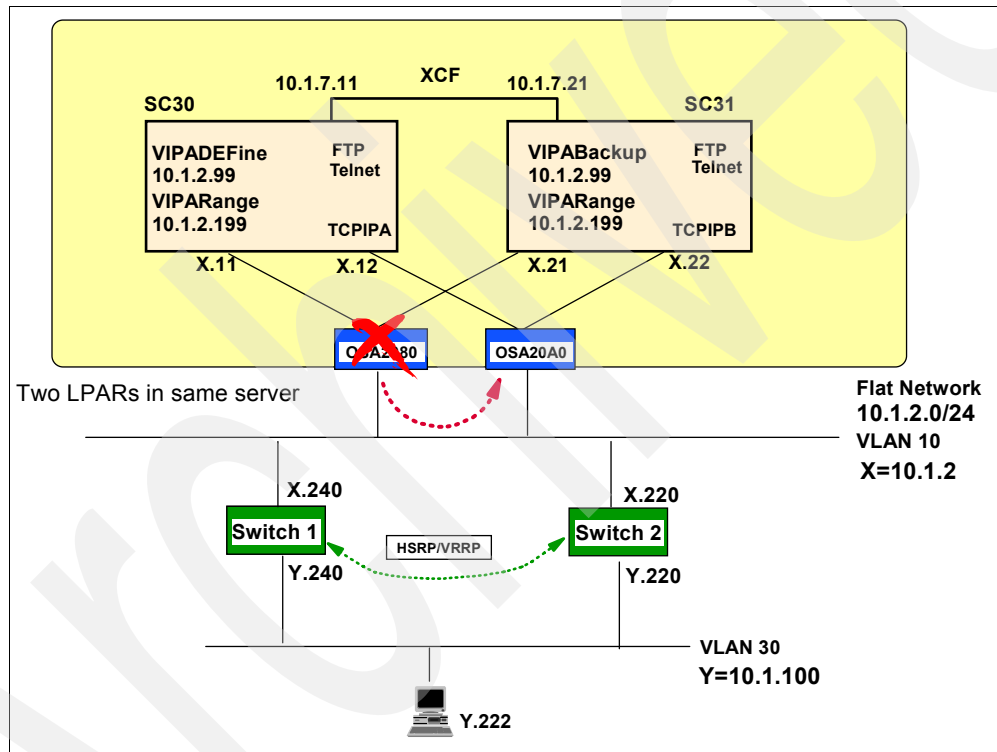 XCF
10.1.7.11
10.1.7.21
SC30
SC31
VIPADEFine
10.1.2.99
VIPARange
10.1.2.199
FTP
Telnet
TCPIPA
VIPABackup
10.1.2.99
VIPARange
10.1.2.199
FTP
Telnet
TCPIPB
X.11
X.12
X.21
X.22
OSA2080
OSA20A0
Two LPARs in same server
Flat Network
10.1.2.0/24
VLAN 10
X=10.1.2
X.240
X.220
Switch 1
HSRP/VRRP
Switch 2
Y.240
Y.220
VLAN 30
Y=10.1.100
Y.222